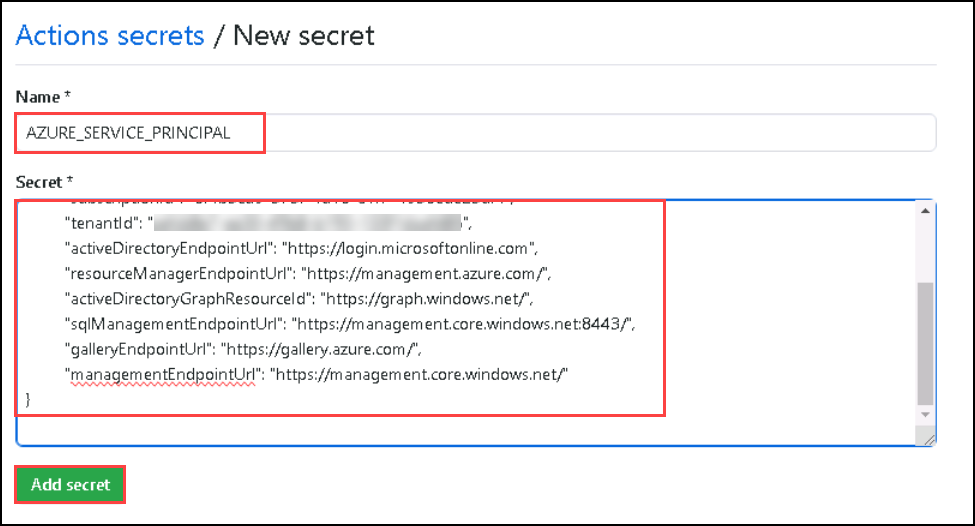 Actions secrets / New secret
Name *
AZURE_SERVICE_PRINCIPAL
Secret *
"tenantId": "
"activeDirectoryEndpointUrl": "https://login.microsoftonline.com",
"resourceManagerEndpointUrl": "https://management.azure.com/",
"activeDirectoryGraphResourceId": "https://graph.windows.net/",
"sqlManagementEndpointUrl": "https://management.core.windows.net:8443/",
"galleryEndpointUrl": "https://gallery.azure.com/",
"managementEndpointUrl": "https://management.core.windows.net/"
}
Add secret